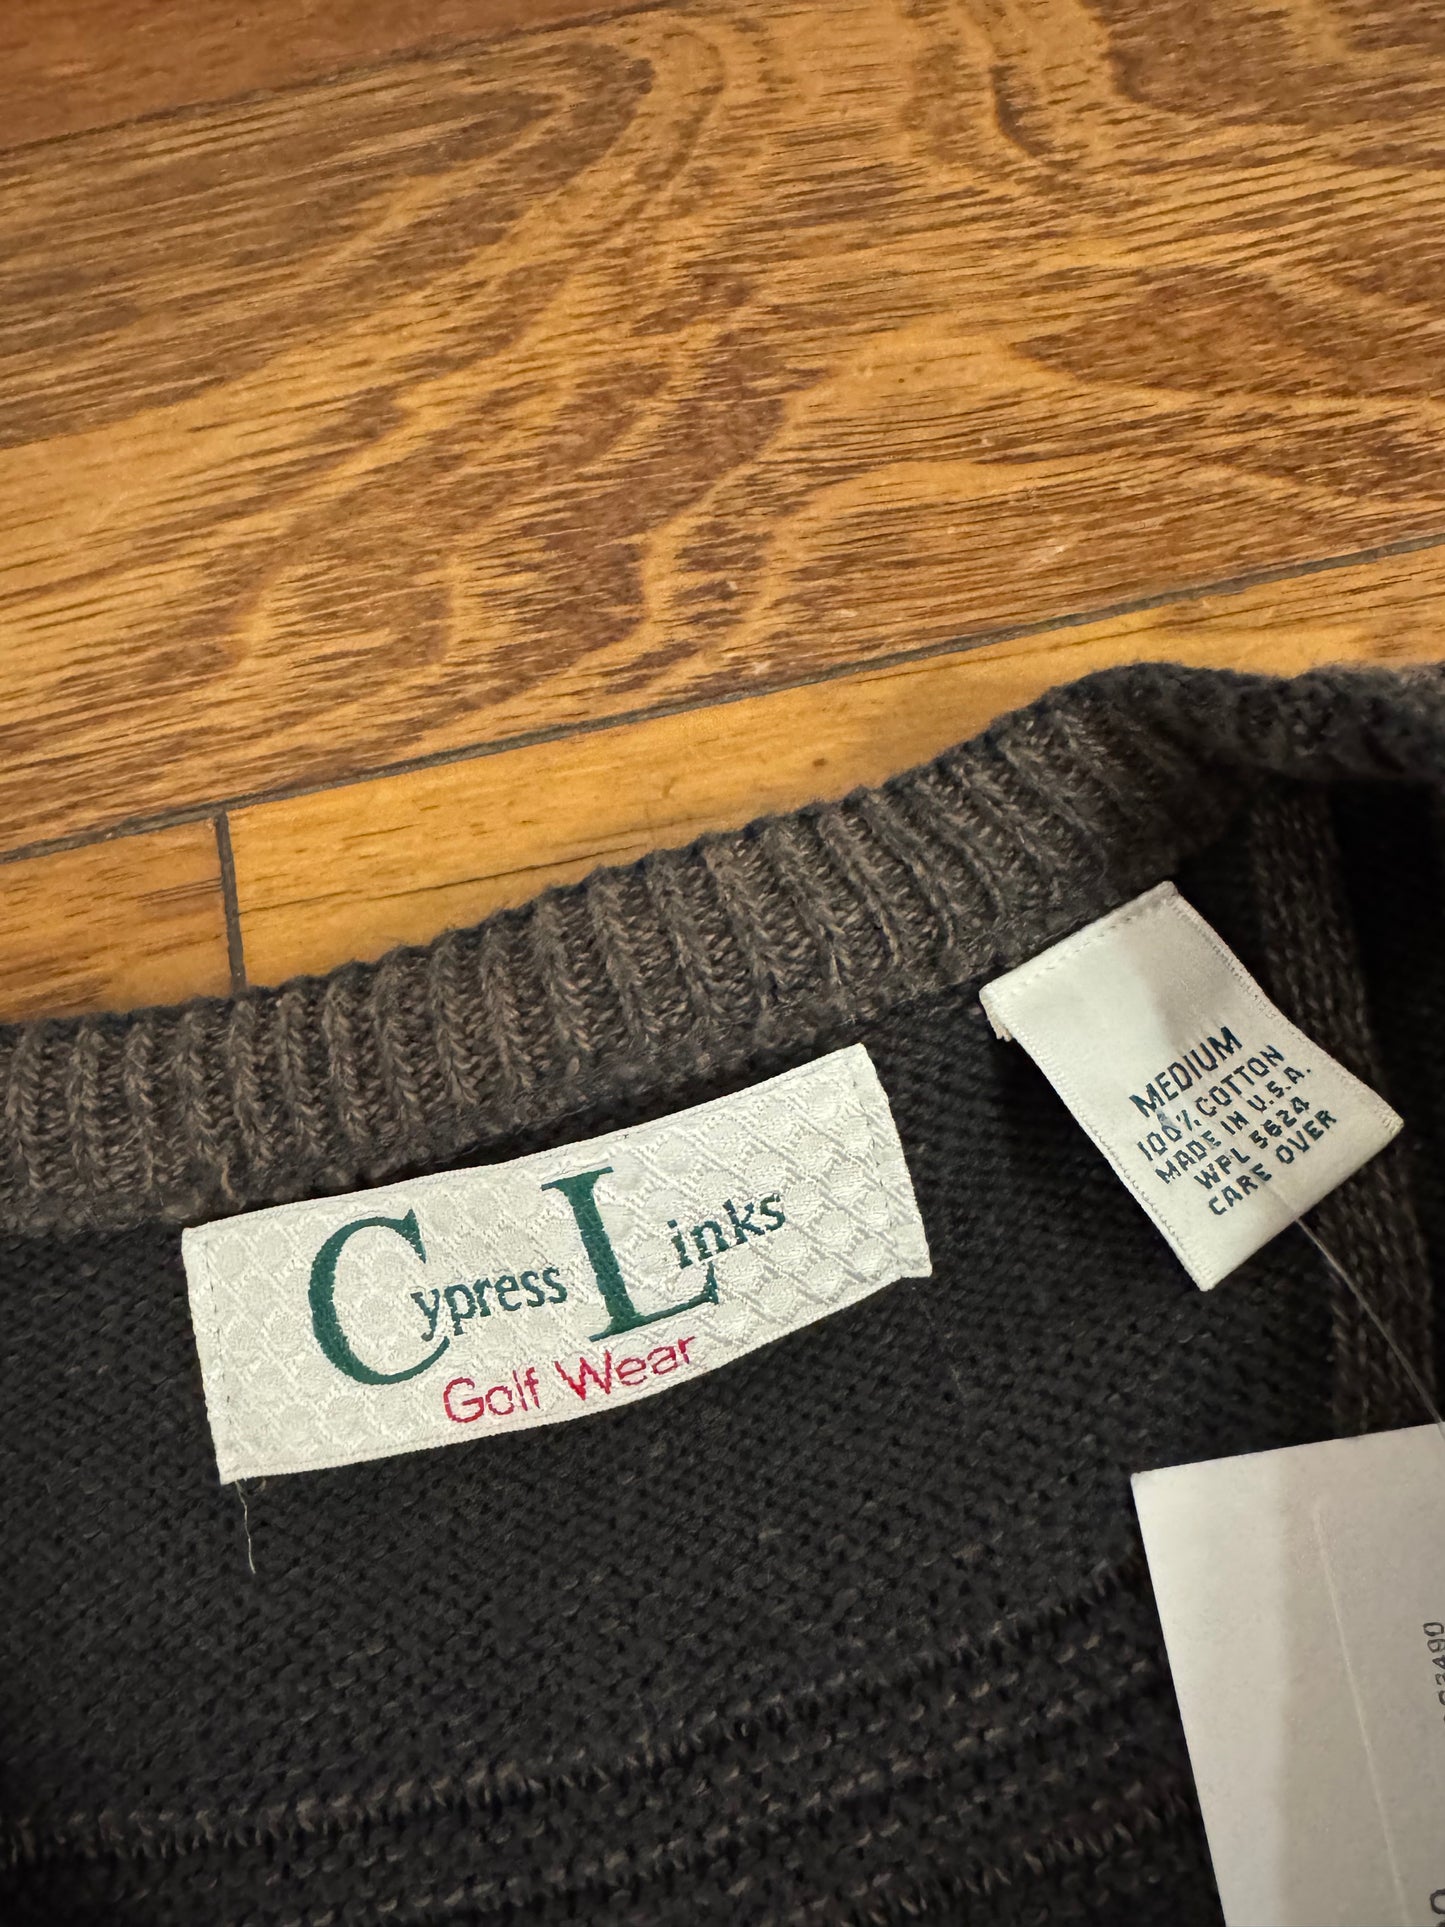 Cypress Links
Golf Wear
MEDIUM
100% COTTON
MADE IN U.S.A.
WPL 5624
CARE OVER